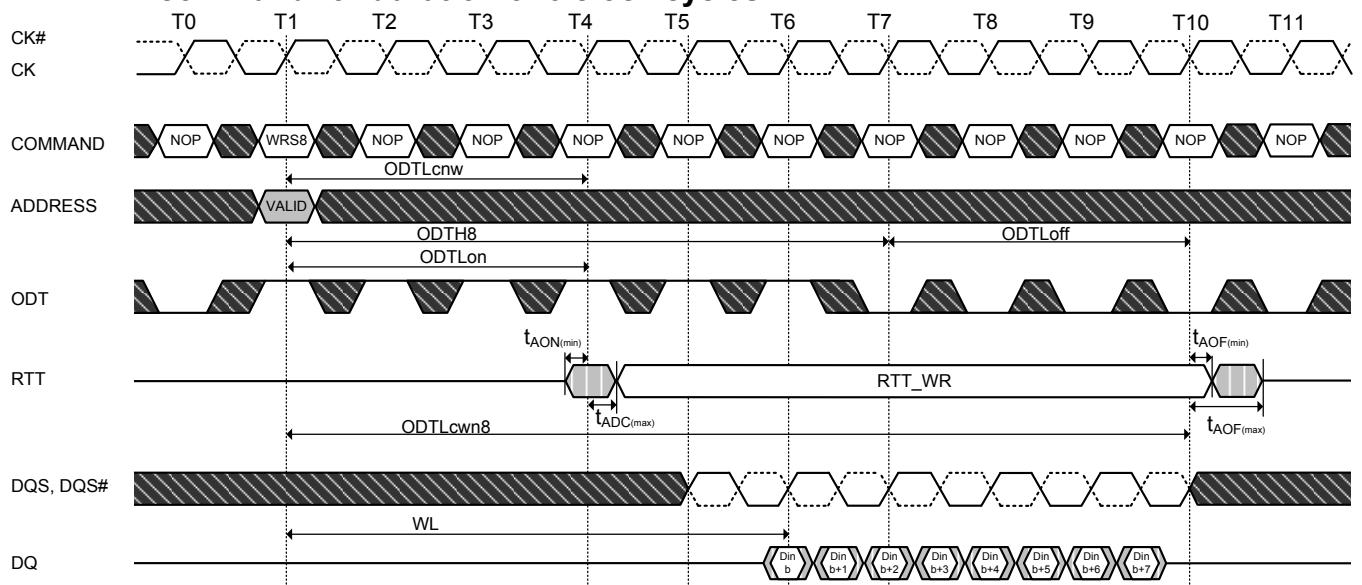 T0 T1 T2 T3 T4 T5 T6 T7 T8 T9 T10 T11
CK#
CK
COMMAND NOP WRS8 NOP NOP NOP NOP NOP NOP NOP NOP NOP NOP
ODTLcnw
ADDRESS VALID
ODTH8 ODTLoff
ODTLon
ODT
tAON(min) tAOF(min)
RTT RTT_WR
tADC(max) tAOF(max)
ODTLcwn8
DQS, DQS#
WL
DQ Din b Din b+1 Din b+2 Din b+3 Din b+4 Din b+5 Din b+6 Din b+7